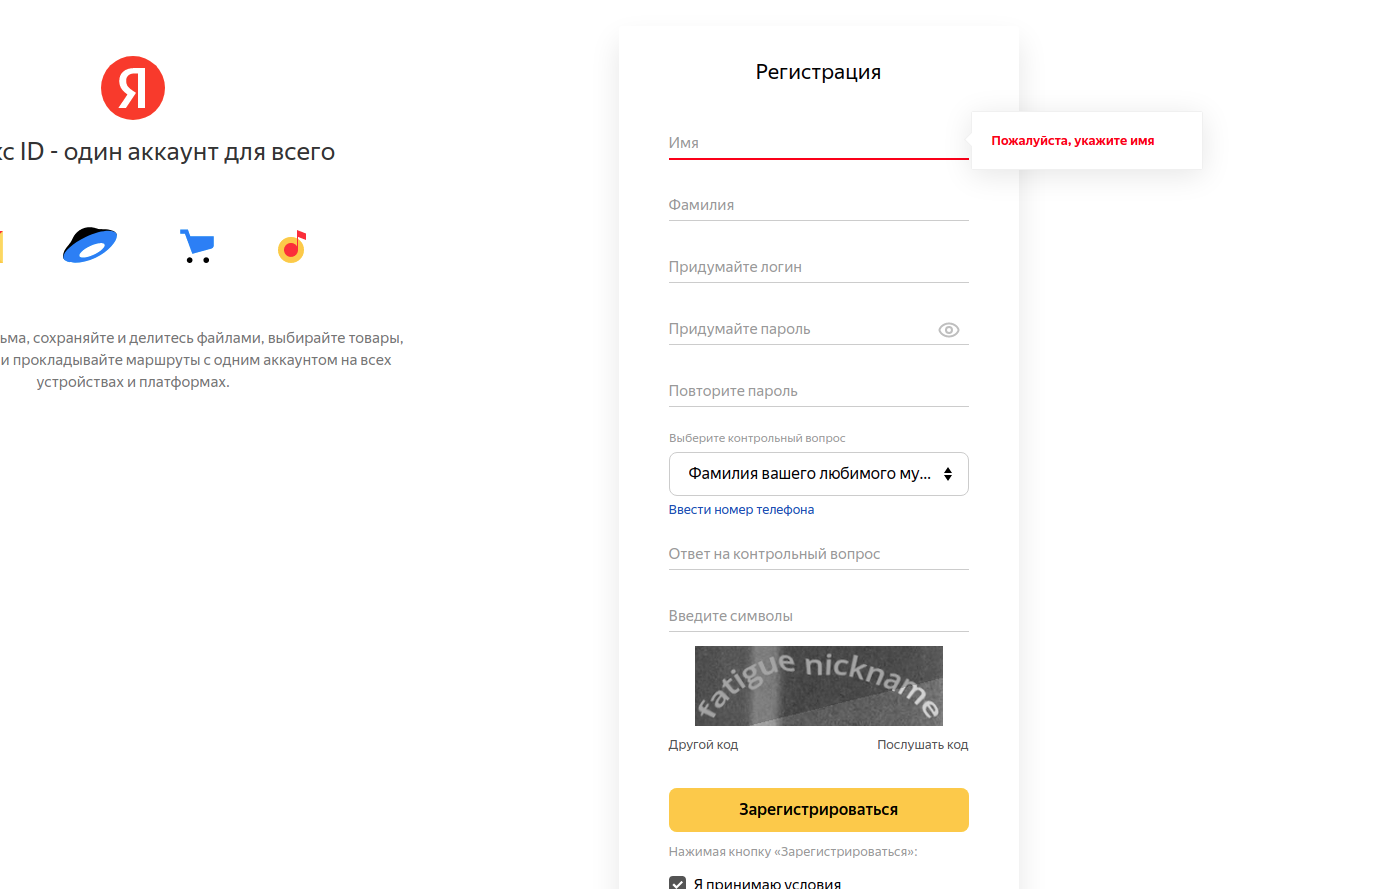 Я
кс ID - один аккаунт для всего
ьма, сохраняйте и делитесь файлами, выбирайте товары,
и прокладывайте маршруты с одним аккаунтом на всех
устройствах и платформах.
Регистрация
Имя
Пожалуйста, укажите имя
Фамилия
Придумайте логин
Придумайте пароль
Повторите пароль
Выберите контрольный вопрос
Фамилия вашего любимого му...
Ввести номер телефона
Ответ на контрольный вопрос
Введите символы
fatigue nickname
Другой код
Послушать код
Зарегистрироваться
Нажимая кнопку «Зарегистрироваться»:
Я принимаю условия